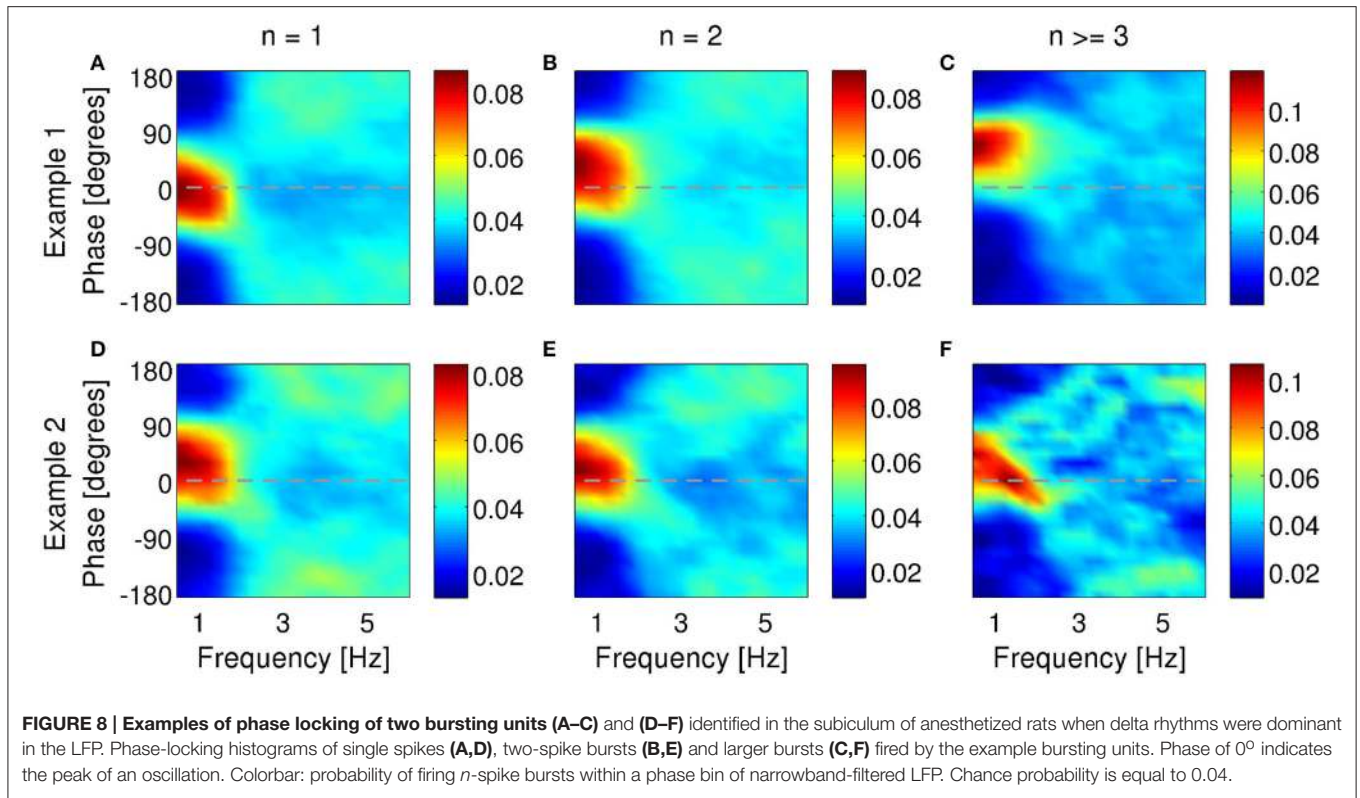 n = 1
n = 2
n >= 3
A
B
C
Example 1
Phase [degrees]
180
90
0
-90
-180
0.08
0.06
0.04
0.02
0.08
0.06
0.04
0.02
0.1
0.08
0.06
0.04
0.02
D
E
F
Example 2
Phase [degrees]
180
90
0
-90
-180
0.08
0.06
0.04
0.02
0.08
0.06
0.04
0.02
0.1
0.08
0.06
0.04
0.02
1 3 5
1 3 5
1 3 5
Frequency [Hz]
Frequency [Hz]
Frequency [Hz]
FIGURE 8 | Examples of phase locking of two bursting units (A–C) and (D–F) identified in the subiculum of anesthetized rats when delta rhythms were dominant
in the LFP. Phase-locking histograms of single spikes (A,D), two-spike bursts (B,E) and larger bursts (C,F) fired by the example bursting units. Phase of 0° indicates
the peak of an oscillation. Colorbar: probability of firing n-spike bursts within a phase bin of narrowband-filtered LFP. Chance probability is equal to 0.04.